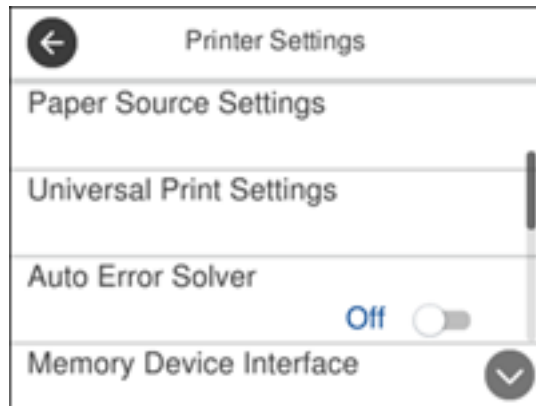 Printer Settings
Paper Source Settings
Universal Print Settings
Auto Error Solver
Off
Memory Device Interface